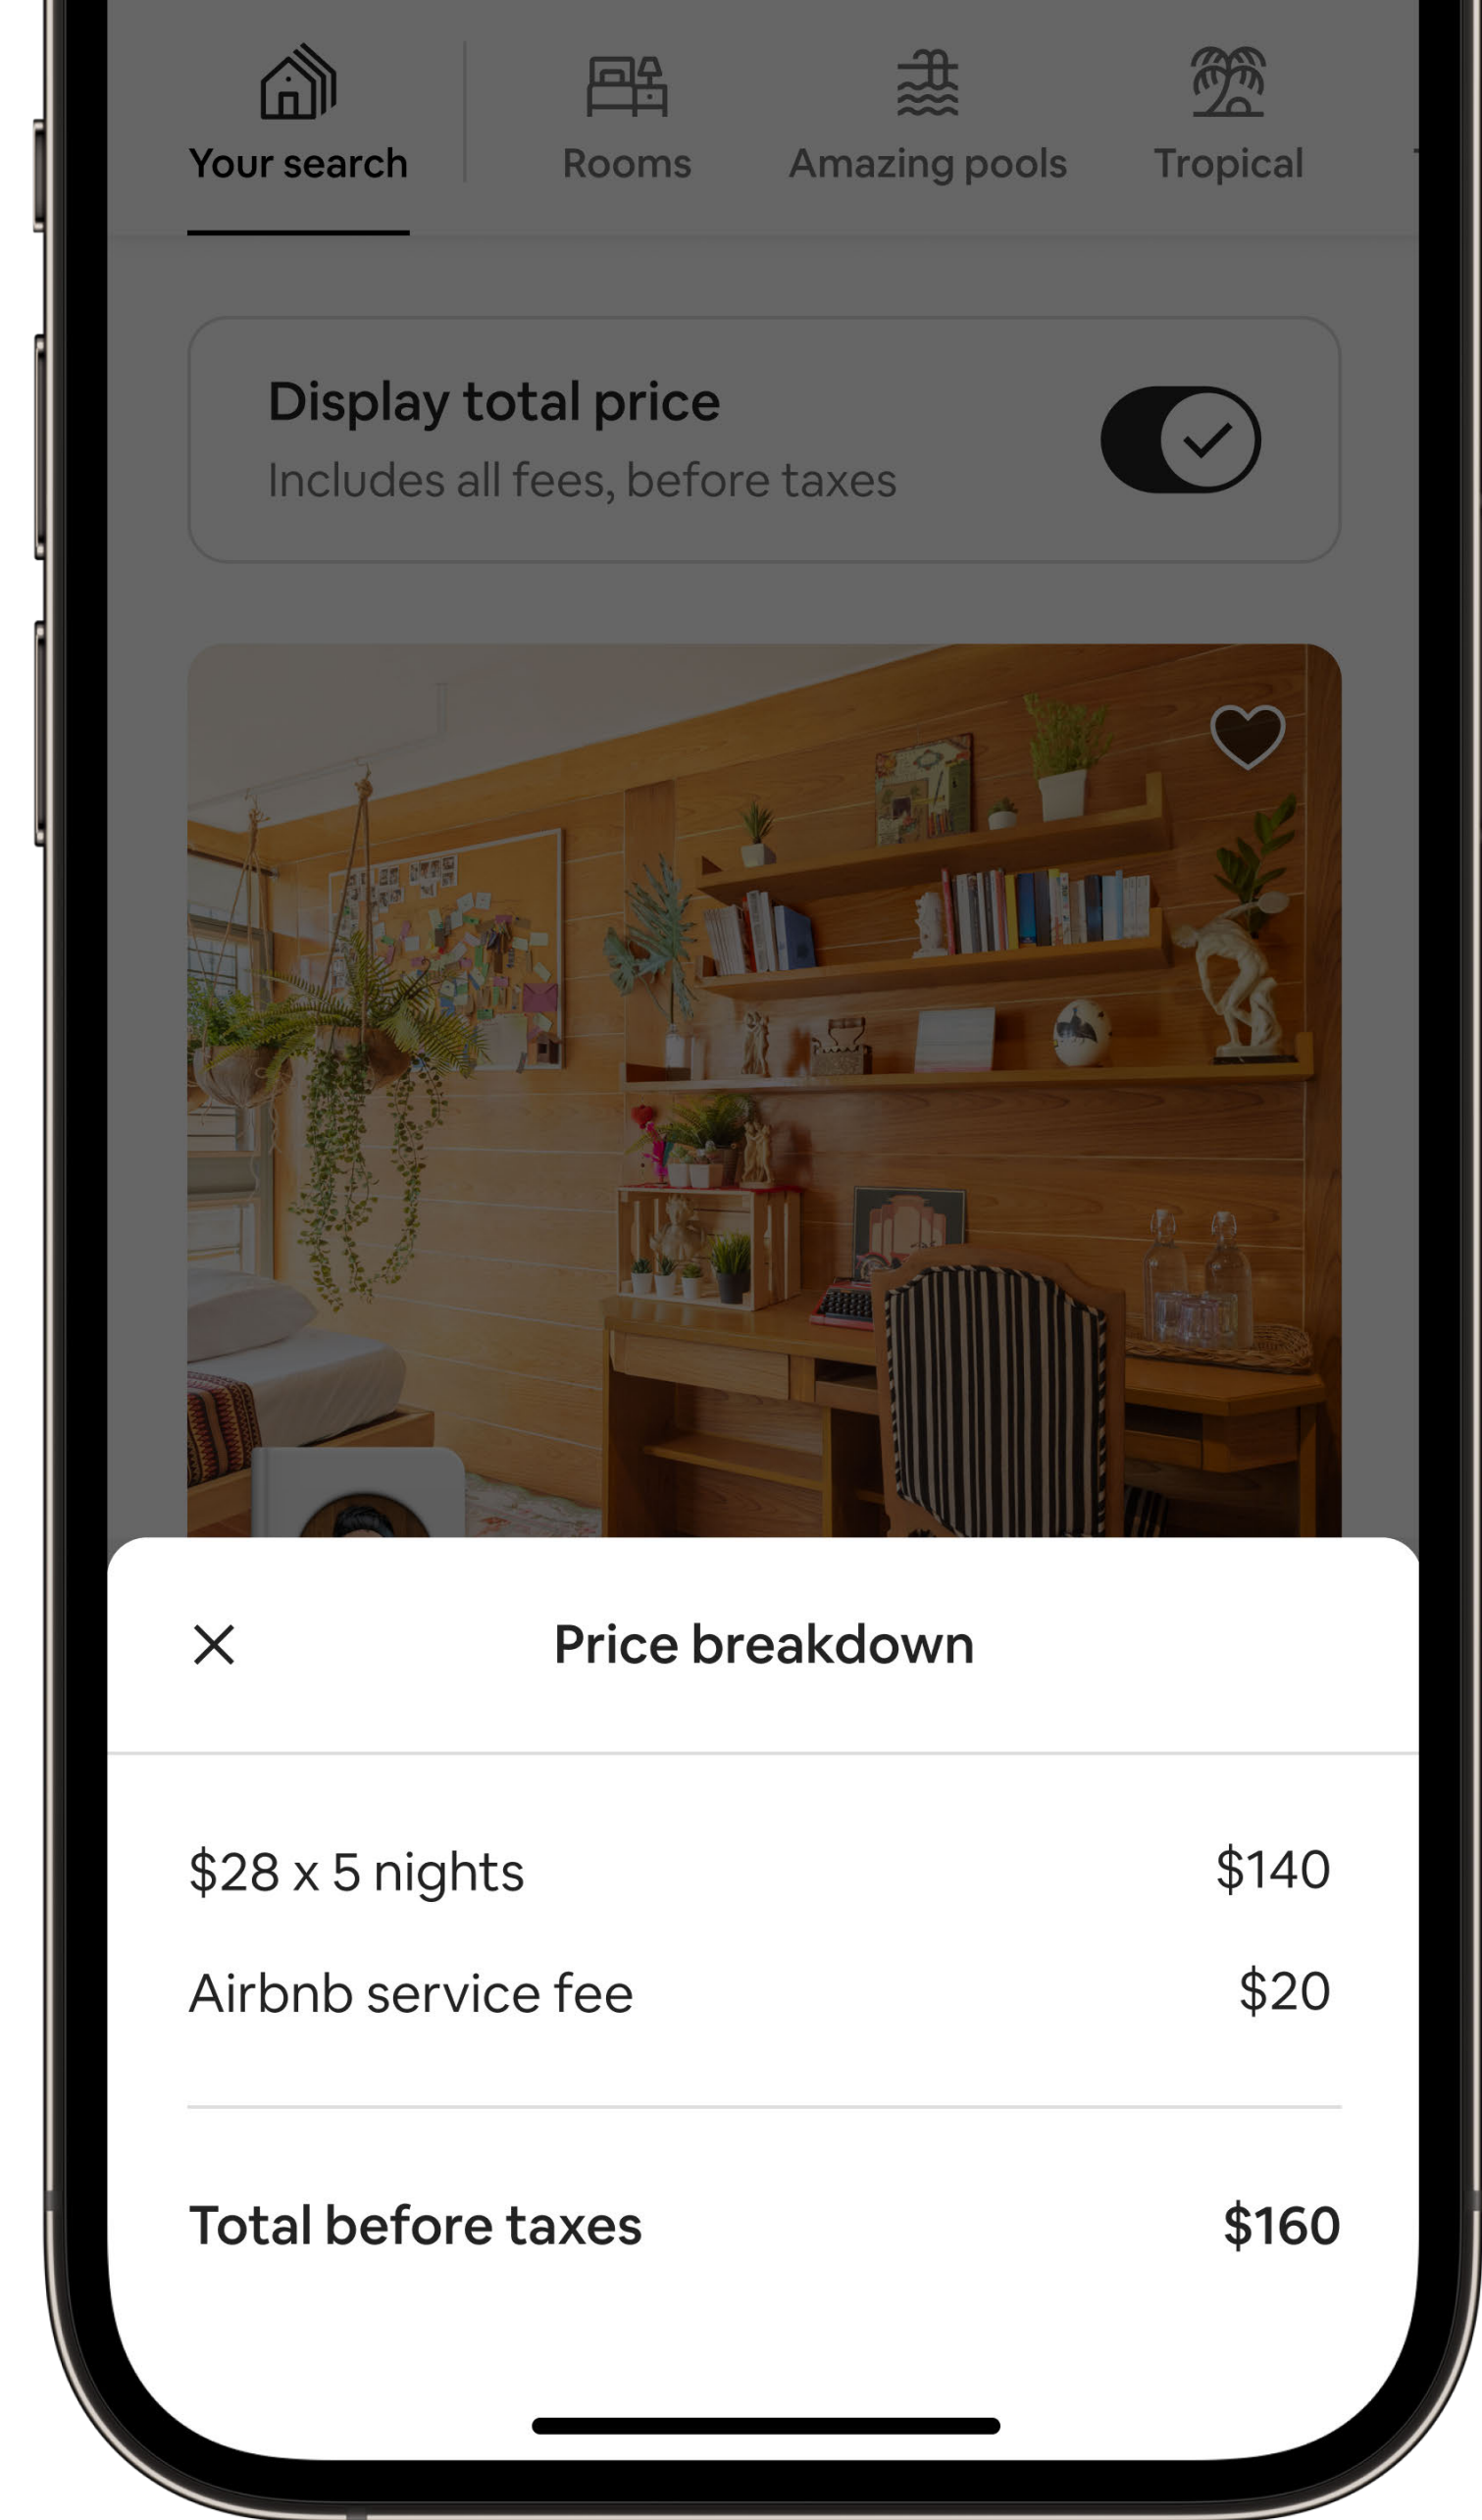 Your search
Rooms
Amazing pools
Tropical
Display total price
Includes all fees, before taxes
Price breakdown
$28 x 5 nights
$140
Airbnb service fee
$20
Total before taxes
$160